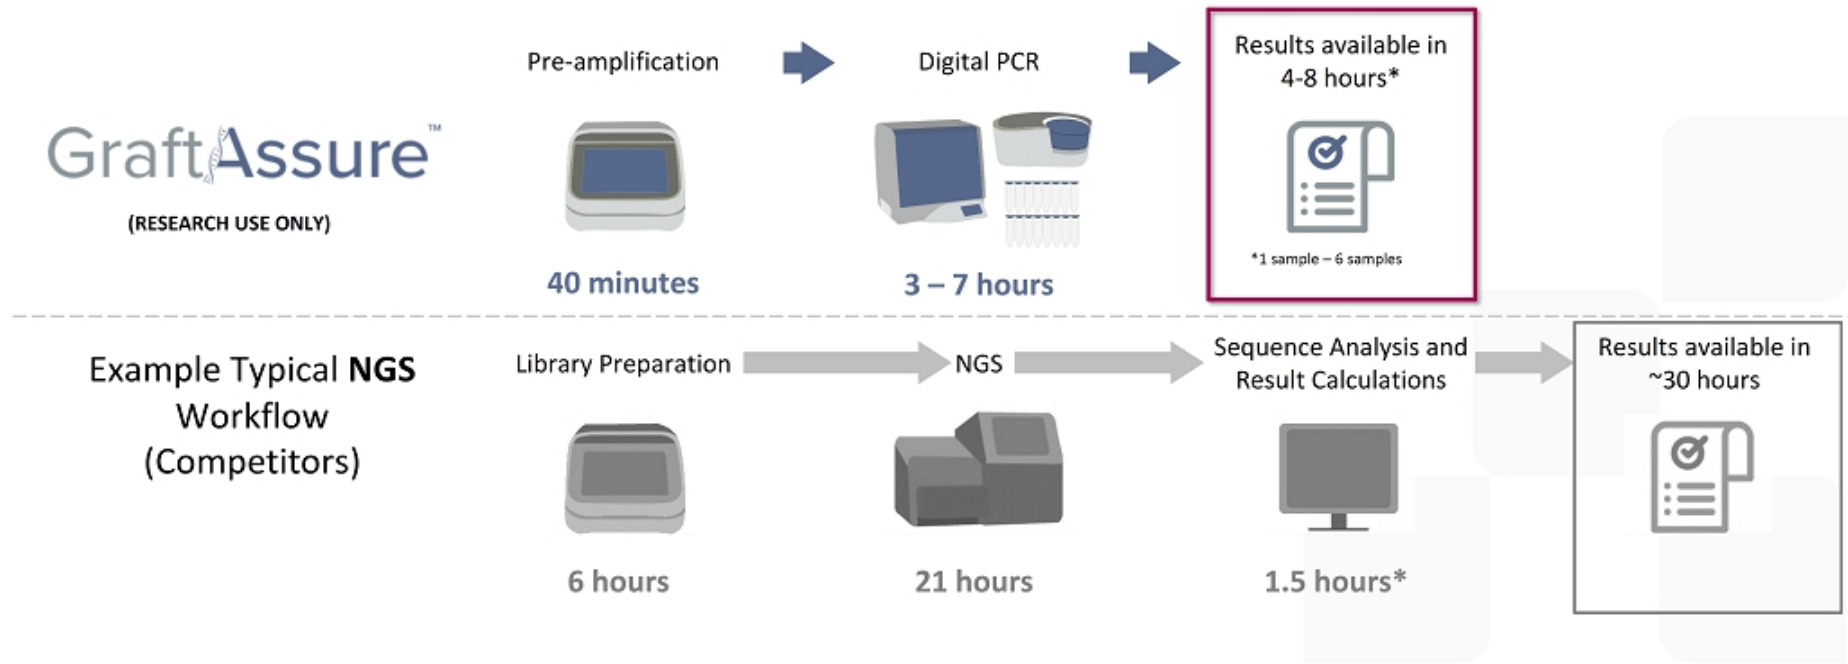 Pre-amplification
Digital PCR
Results available in
4-8 hours*
GraftAssure™
(RESEARCH USE ONLY)
*1 sample – 6 samples
40 minutes
3 – 7 hours
Example Typical NGS
Workflow
(Competitors)
Library Preparation
NGS
Sequence Analysis and
Result Calculations
Results available in
~30 hours
6 hours
21 hours
1.5 hours*